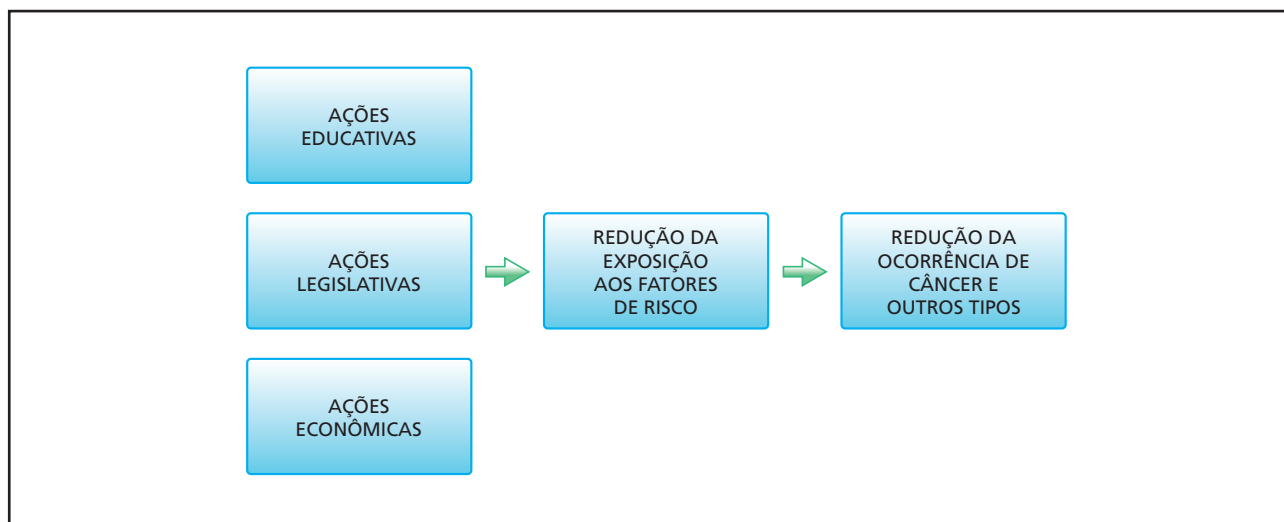 AÇÕES
EDUCATIVAS
AÇÕES
LEGISLATIVAS
REDUÇÃO DA
EXPOSIÇÃO
AOS FATORES
DE RISCO
REDUÇÃO DA
OCORRÊNCIA DE
CÂNCER E
OUTROS TIPOS
AÇÕES
ECONÔMICAS